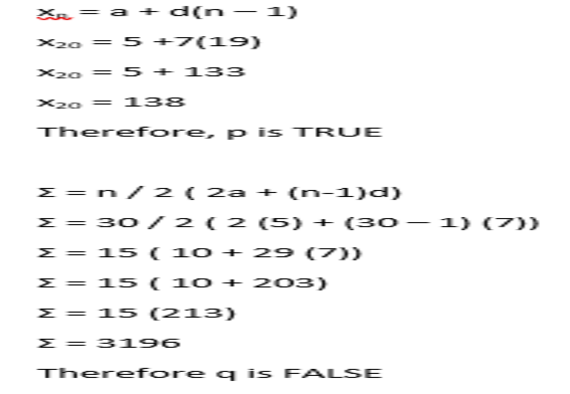 xₙ = a + d(n – 1)
x₂₀ = 5 +7(19)
x₂₀ = 5 + 133
x₂₀ = 138
Therefore, p is TRUE
Σ = n / 2 ( 2a + (n-1)d)
Σ = 30 / 2 ( 2 (5) + (30 – 1) (7))
Σ = 15 ( 10 + 29 (7))
Σ = 15 ( 10 + 203)
Σ = 15 (213)
Σ = 3196
Therefore q is FALSE